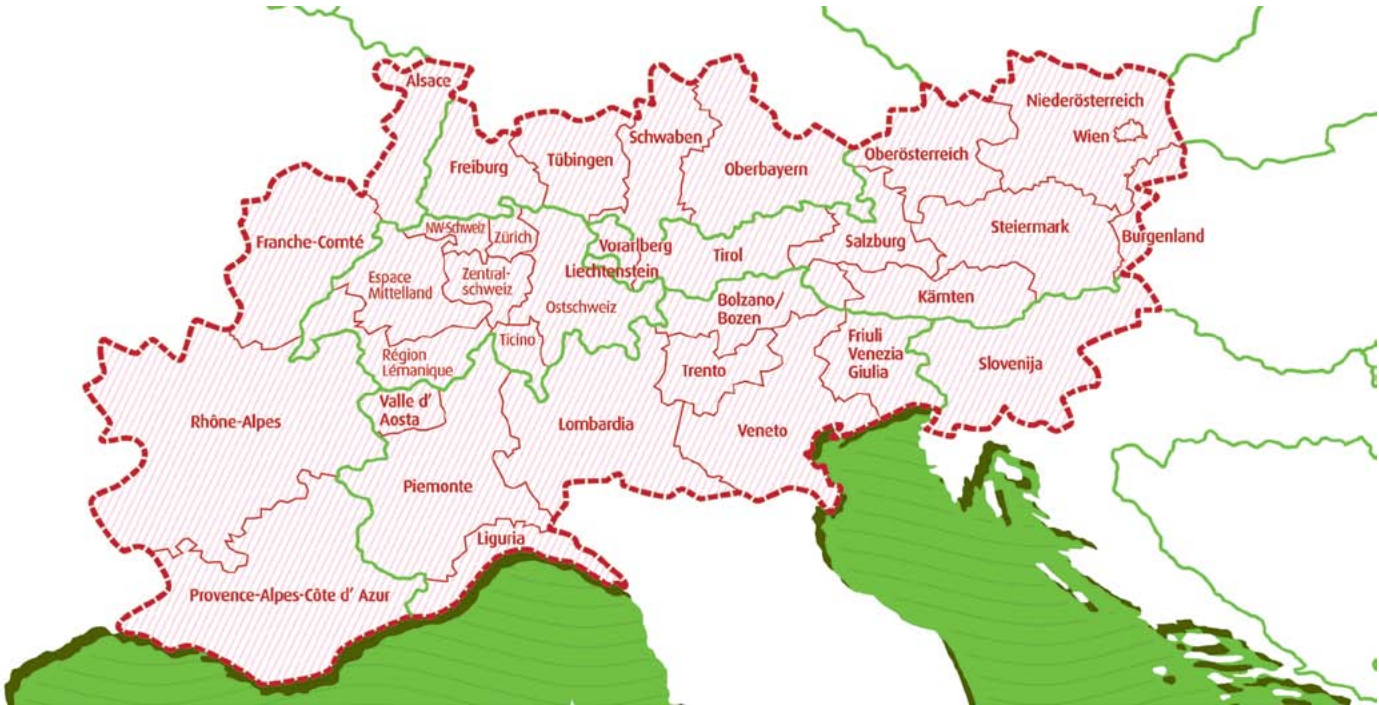 Alsace
Niederösterreich
Wien
Schwaben
Oberösterreich
Tübingen
Freiburg
Oberbayern
NW-Schweiz
Zürich
Franche-Comté
Vorarlberg
Tirol
Salzburg
Steiermark
Burgenland
Liechtenstein
Espace
Mittelland
Zentral-
schweiz
Ostschweiz
Bolzano/
Bozen
Kärnten
Ticino
Friuli
Venezia
Giulia
Région
Lémanique
Trento
Slovenija
Valle d'
Aosta
Rhône-Alpes
Lombardia
Veneto
Piemonte
Liguria
Provence-Alpes-Côte d' Azur